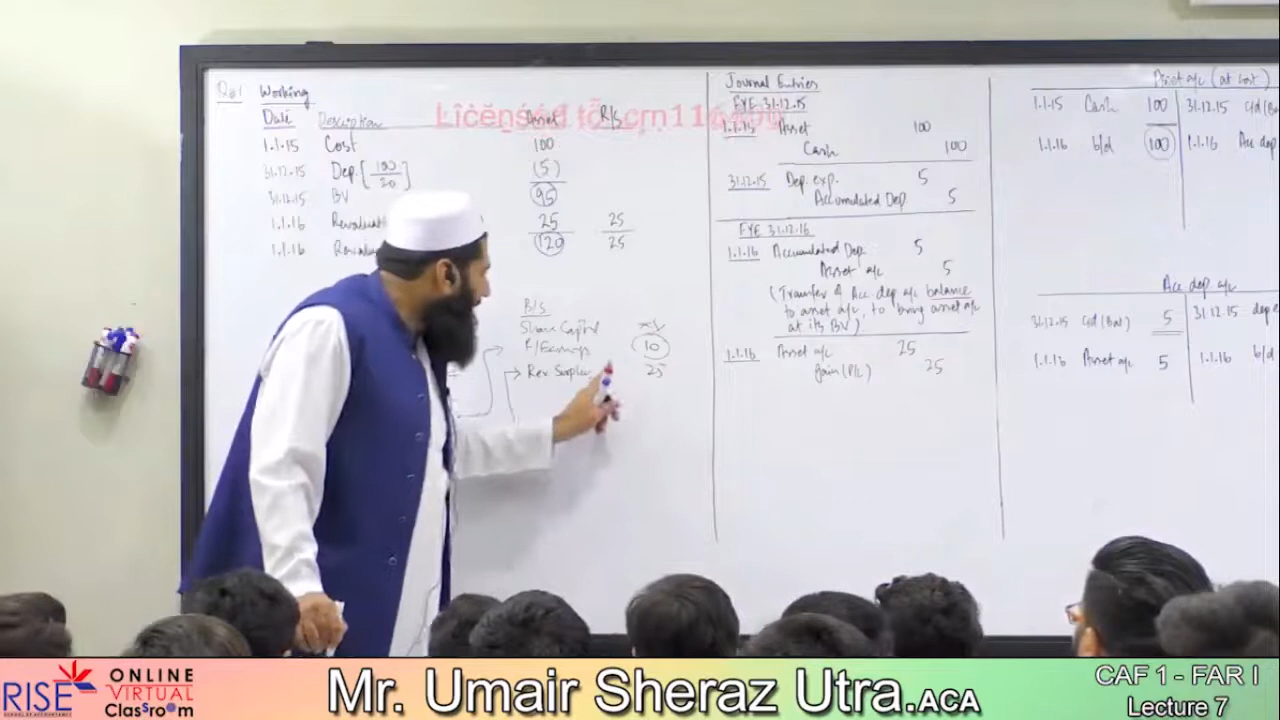 Q#1 Working
Date Description Asset R/S
1.1.15 Cost 100
31.12.15 Dep. [100/20] (5)
31.12.15 BV 95
1.1.16 25 25
1.1.16 120 25
B/S
Share Capital
R/Earnings 10
Rev Surplus 25
Journal Entries
FYE 31.12.15
1.1.15 Asset 100
Cash 100
31.12.15 Dep. exp. 5
Accumulated Dep. 5
FYE 31.12.16
1.1.16 Accumulated Dep. 5
Asset a/c 5
(Transfer of Acc. dep a/c balance
to asset a/c, to bring asset a/c
at its BV)
1.1.16 Asset a/c 25
Gain (P/L) 25
Asset a/c (at cost)
1.1.15 Cash 100 31.12.15 c/d (Bal
1.1.16 b/d 100 1.1.16 Acc dep
Acc dep a/c
31.12.15 c/d (Bal) 5 31.12.15 dep e
1.1.16 Asset a/c 5 1.1.16 b/d
RISE ONLINE VIRTUAL ClassrooM
Mr. Umair Sheraz Utra.ACA
CAF 1 - FAR I
Lecture 7